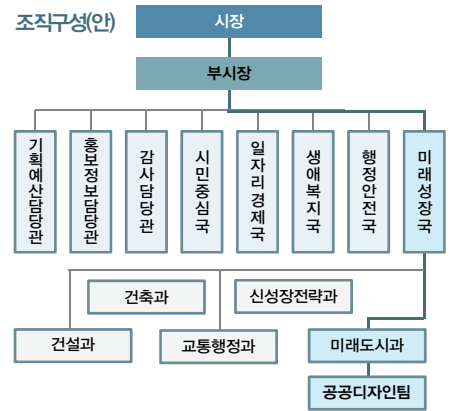 조직구성(안)
시장
부시장
기획예산담당관
홍보정보담당관
감사담당관
시민중심국
일자리경제국
생애복지국
행정안전국
미래성장국
건축과
신성장전략과
건설과
교통행정과
미래도시과
공공디자인팀